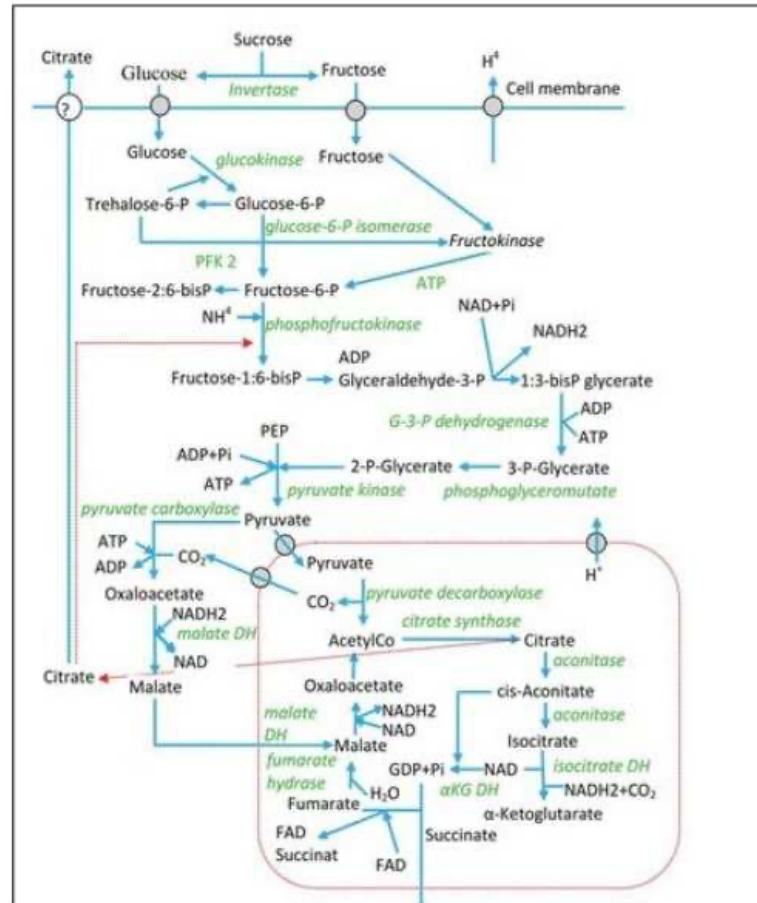 Sucrose
Citrate
Glucose
Fructose
H⁴
Invertase
Cell membrane
?
Glucose
Fructose
glucokinase
Trehalose-6-P
Glucose-6-P
glucose-6-P isomerase
Fructokinase
PFK 2
ATP
Fructose-2:6-bisP
Fructose-6-P
NH⁴
phosphofructokinase
NAD+Pi
NADH2
ADP
Fructose-1:6-bisP
Glyceraldehyde-3-P
1:3-bisP glycerate
G-3-P dehydrogenase
ADP
ATP
PEP
ADP+Pi
2-P-Glycerate
3-P-Glycerate
ATP
pyruvate kinase
phosphoglyceromutate
pyruvate carboxylase
Pyruvate
ATP
CO₂
Pyruvate
ADP
H⁺
Oxaloacetate
CO₂
pyruvate decarboxylase
NADH2
citrate synthase
malate DH
AcetylCo
Citrate
NAD
aconitase
Citrate
Malate
Oxaloacetate
cis-Aconitate
NADH2
aconitase
malate
NAD
DH
Malate
Isocitrate
fumarate
GDP+Pi
NAD
isocitrate DH
hydrase
H₂O
αKG DH
NADH2+CO₂
Fumarate
α-Ketoglutarate
FAD
Succinate
Succinat
FAD